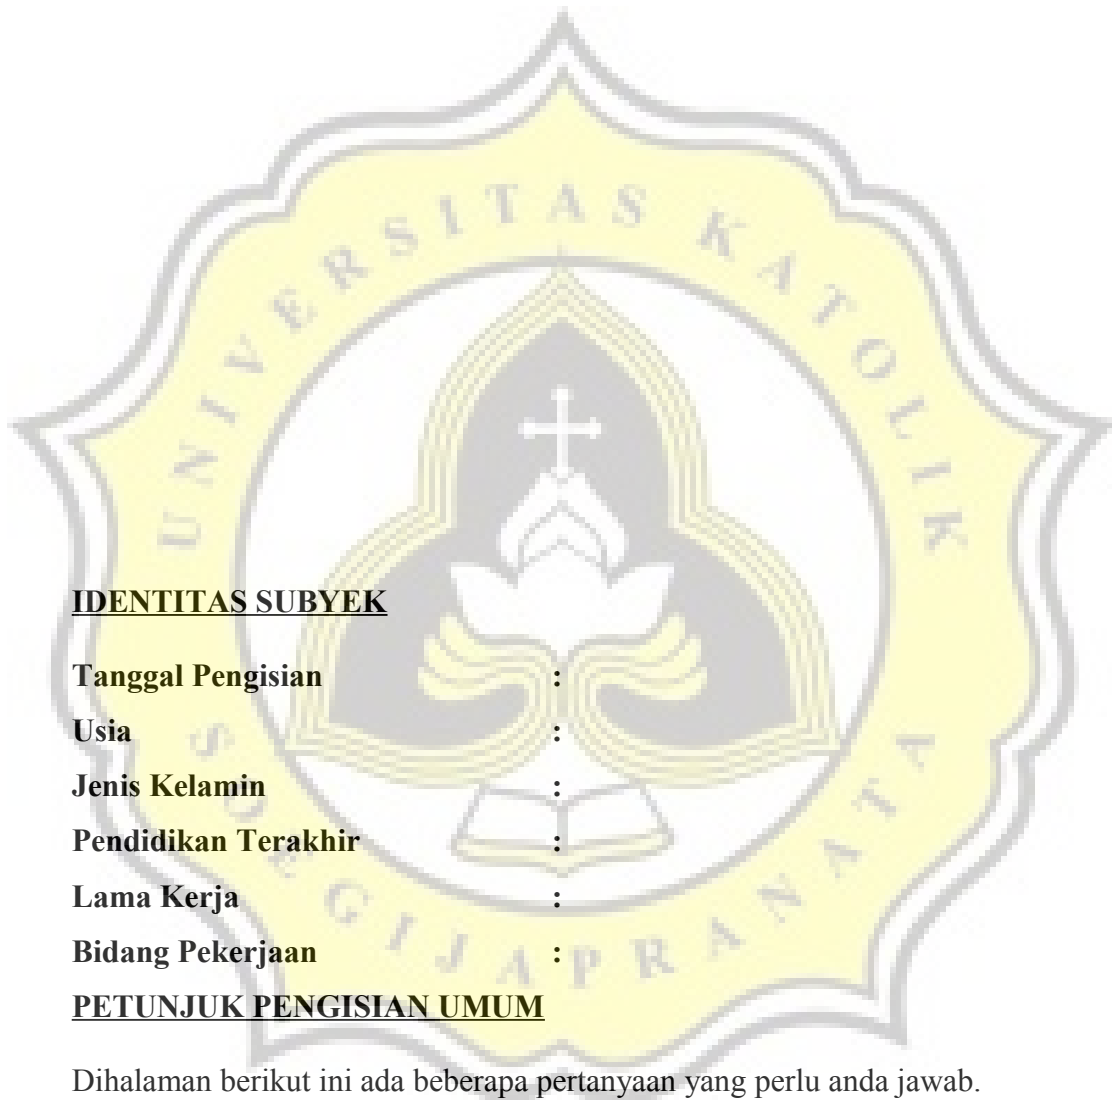 UNIVERSITAS KATOLIK
SOEGIJAPRANATA
IDENTITAS SUBYEK
Tanggal Pengisian :
Usia :
Jenis Kelamin :
Pendidikan Terakhir :
Lama Kerja :
Bidang Pekerjaan :
PETUNJUK PENGISIAN UMUM
Dihalaman berikut ini ada beberapa pertanyaan yang perlu anda jawab.